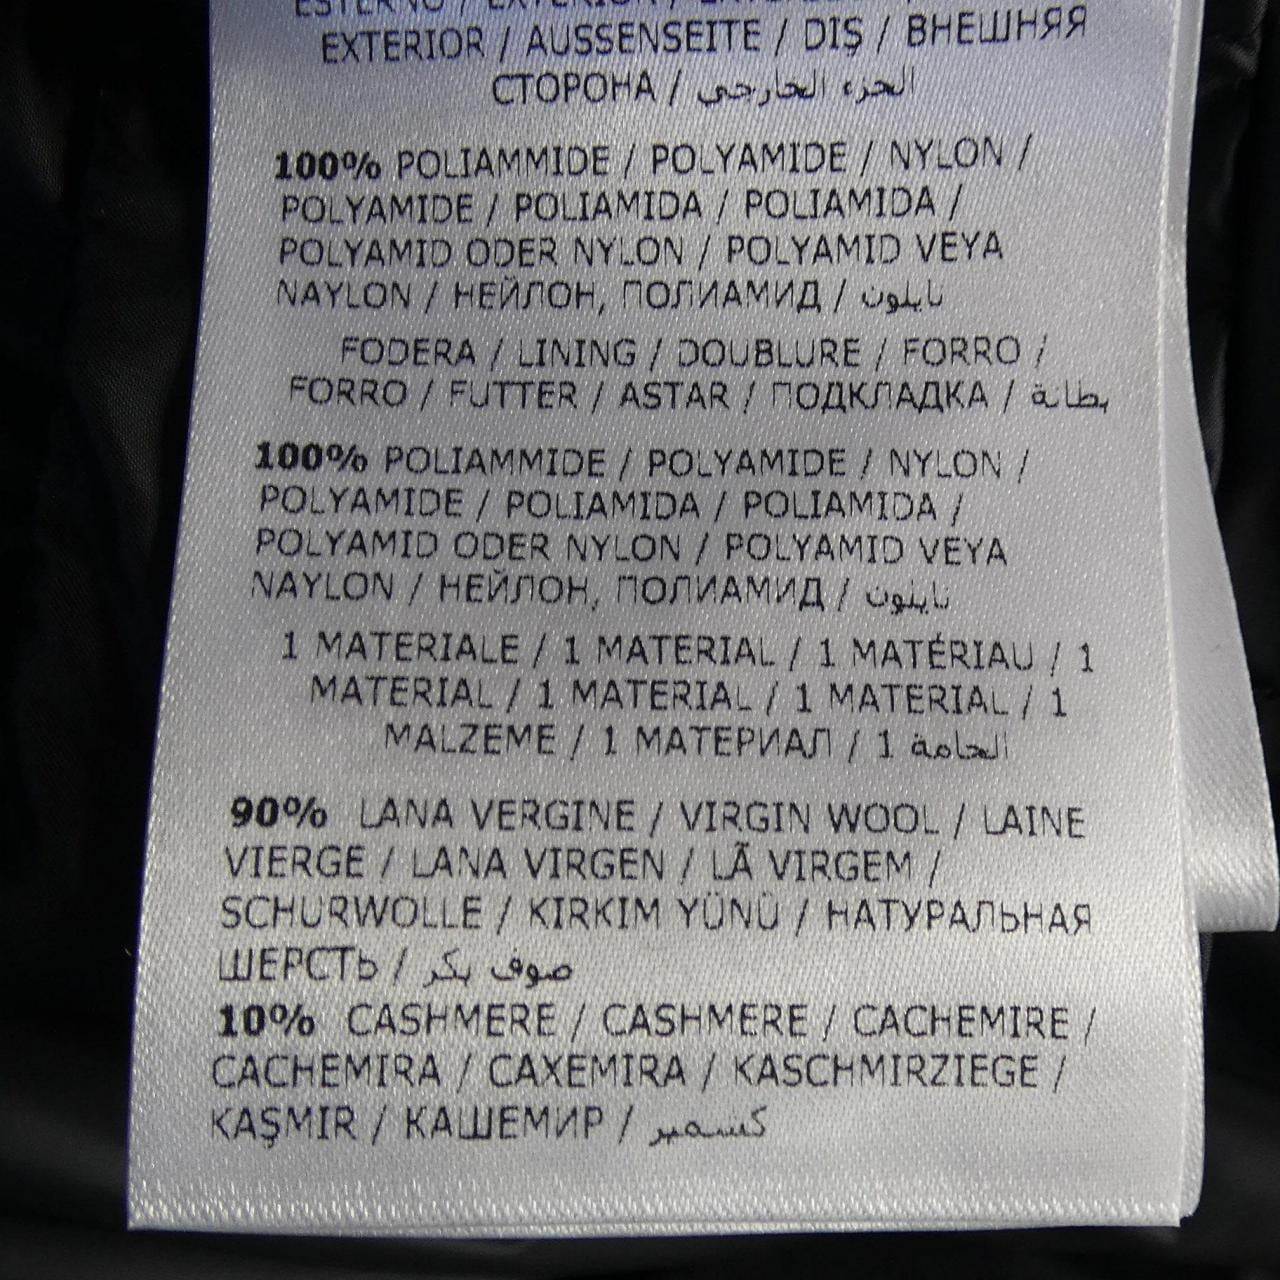 ESTERNO / EXTERIOR /
EXTERIOR / AUSSENSEITE / DIŞ / ВНЕШНЯЯ
СТОРОНА / الجزء الخارجي
100% POLIAMMIDE / POLYAMIDE / NYLON /
POLYAMIDE / POLIAMIDA / POLIAMIDA /
POLYAMID ODER NYLON / POLYAMID VEYA
NAYLON / НЕЙЛОН, ПОЛИАМИД / نايلون
FODERA / LINING / DOUBLURE / FORRO /
FORRO / FUTTER / ASTAR / ПОДКЛАДКА / بطانة
100% POLIAMMIDE / POLYAMIDE / NYLON /
POLYAMIDE / POLIAMIDA / POLIAMIDA /
POLYAMID ODER NYLON / POLYAMID VEYA
NAYLON / НЕЙЛОН, ПОЛИАМИД / نايلون
1 MATERIALE / 1 MATERIAL / 1 MATÉRIAU / 1
MATERIAL / 1 MATERIAL / 1 MATERIAL / 1
MALZEME / 1 МАТЕРИАЛ / 1 الخامة
90% LANA VERGINE / VIRGIN WOOL / LAINE
VIERGE / LANA VIRGEN / LÃ VIRGEM /
SCHURWOLLE / KIRKIM YÜNÜ / НАТУРАЛЬНАЯ
ШЕРСТЬ / صوف بكر
10% CASHMERE / CASHMERE / CACHEMIRE /
CACHEMIRA / CAXEMIRA / KASCHMIRZIEGE /
KAŞMIR / КАШЕМИР / كشمير